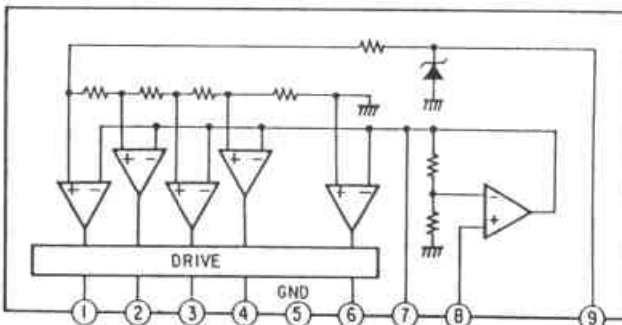 + - + - + - + - + -
-
+
DRIVE
GND
1 2 3 4 5 6 7 8 9